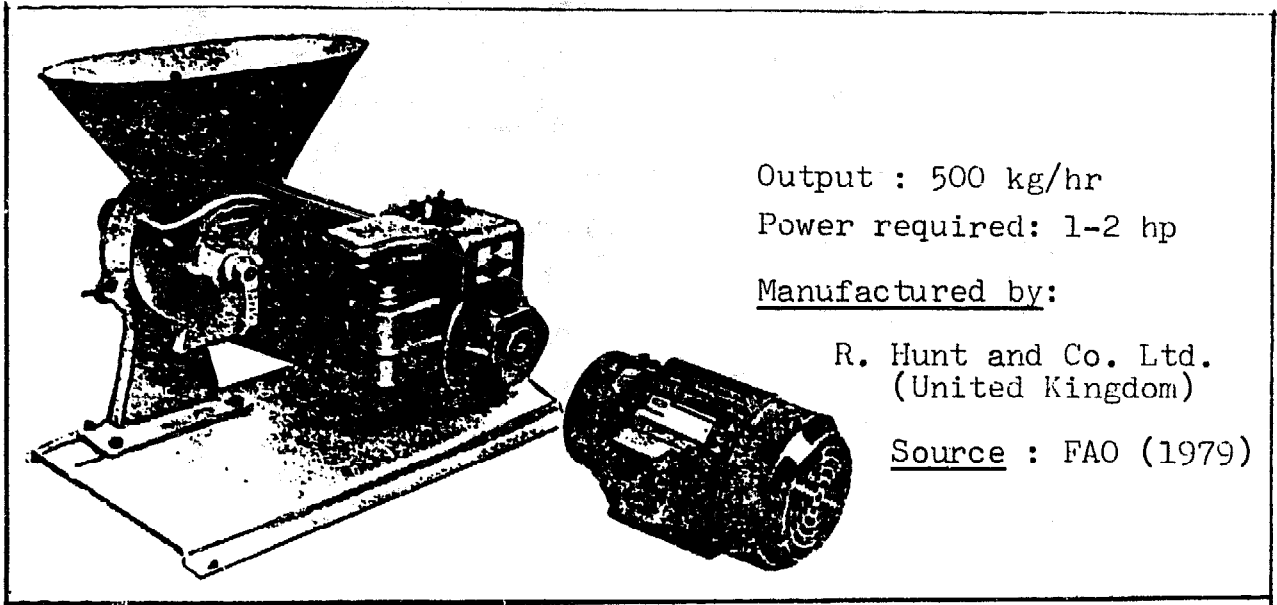 Output : 500 kg/hr
Power required: 1-2 hp
Manufactured by:
R. Hunt and Co. Ltd.
(United Kingdom)
Source : FAO (1979)